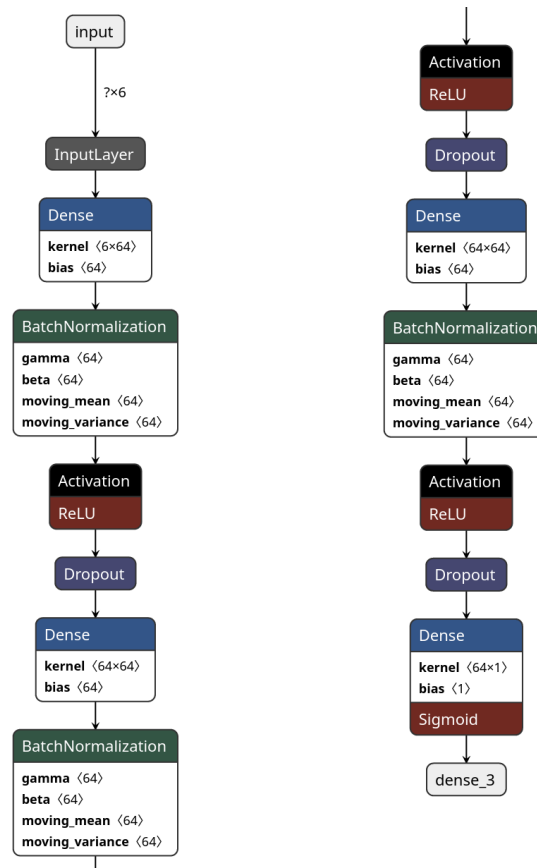 input
?×6
InputLayer
Dense
kernel〈6×64〉
bias〈64〉
BatchNormalization
gamma〈64〉
beta〈64〉
moving_mean〈64〉
moving_variance〈64〉
Activation
ReLU
Dropout
Dense
kernel〈64×64〉
bias〈64〉
BatchNormalization
gamma〈64〉
beta〈64〉
moving_mean〈64〉
moving_variance〈64〉
Activation
ReLU
Dropout
Dense
kernel〈64×64〉
bias〈64〉
BatchNormalization
gamma〈64〉
beta〈64〉
moving_mean〈64〉
moving_variance〈64〉
Activation
ReLU
Dropout
Dense
kernel〈64×1〉
bias〈1〉
Sigmoid
dense_3